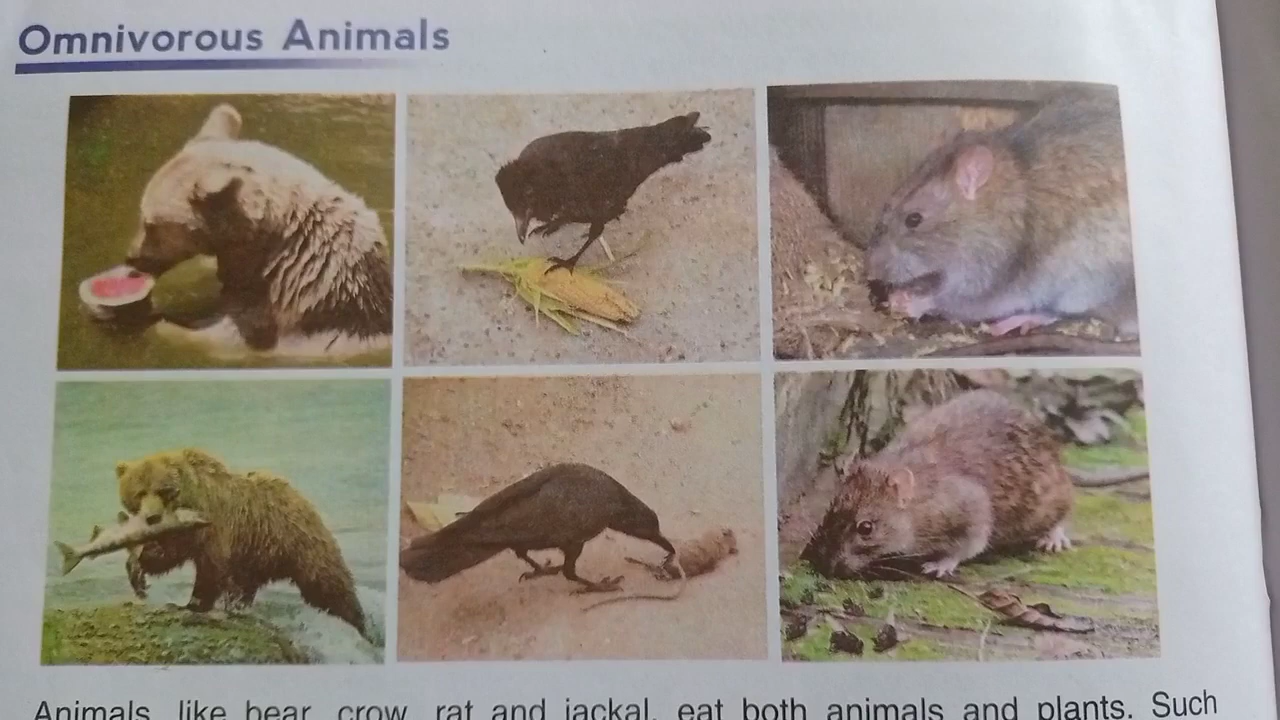 Omnivorous Animals
Animals, like bear, crow, rat and jackal, eat both animals and plants. Such